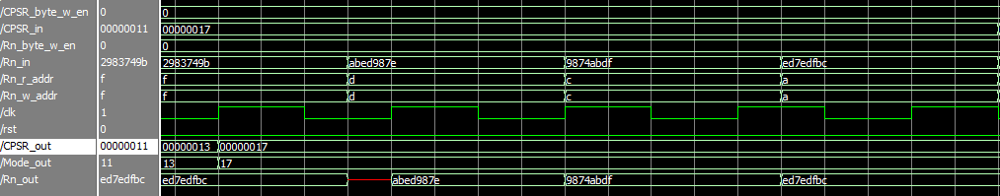 /CPSR_byte_w_en 0 0
/CPSR_in 00000011 00000017
/Rn_byte_w_en 0 0
/Rn_in 2983749b 2983749b abed987e 9874abdf ed7edfbc
/Rn_r_addr f f d c a
/Rn_w_addr f f d c a
/clk 1
/rst 0
/CPSR_out 00000011 00000013 00000017
/Mode_out 11 13 17
/Rn_out ed7edfbc ed7edfbc abed987e 9874abdf ed7edfbc